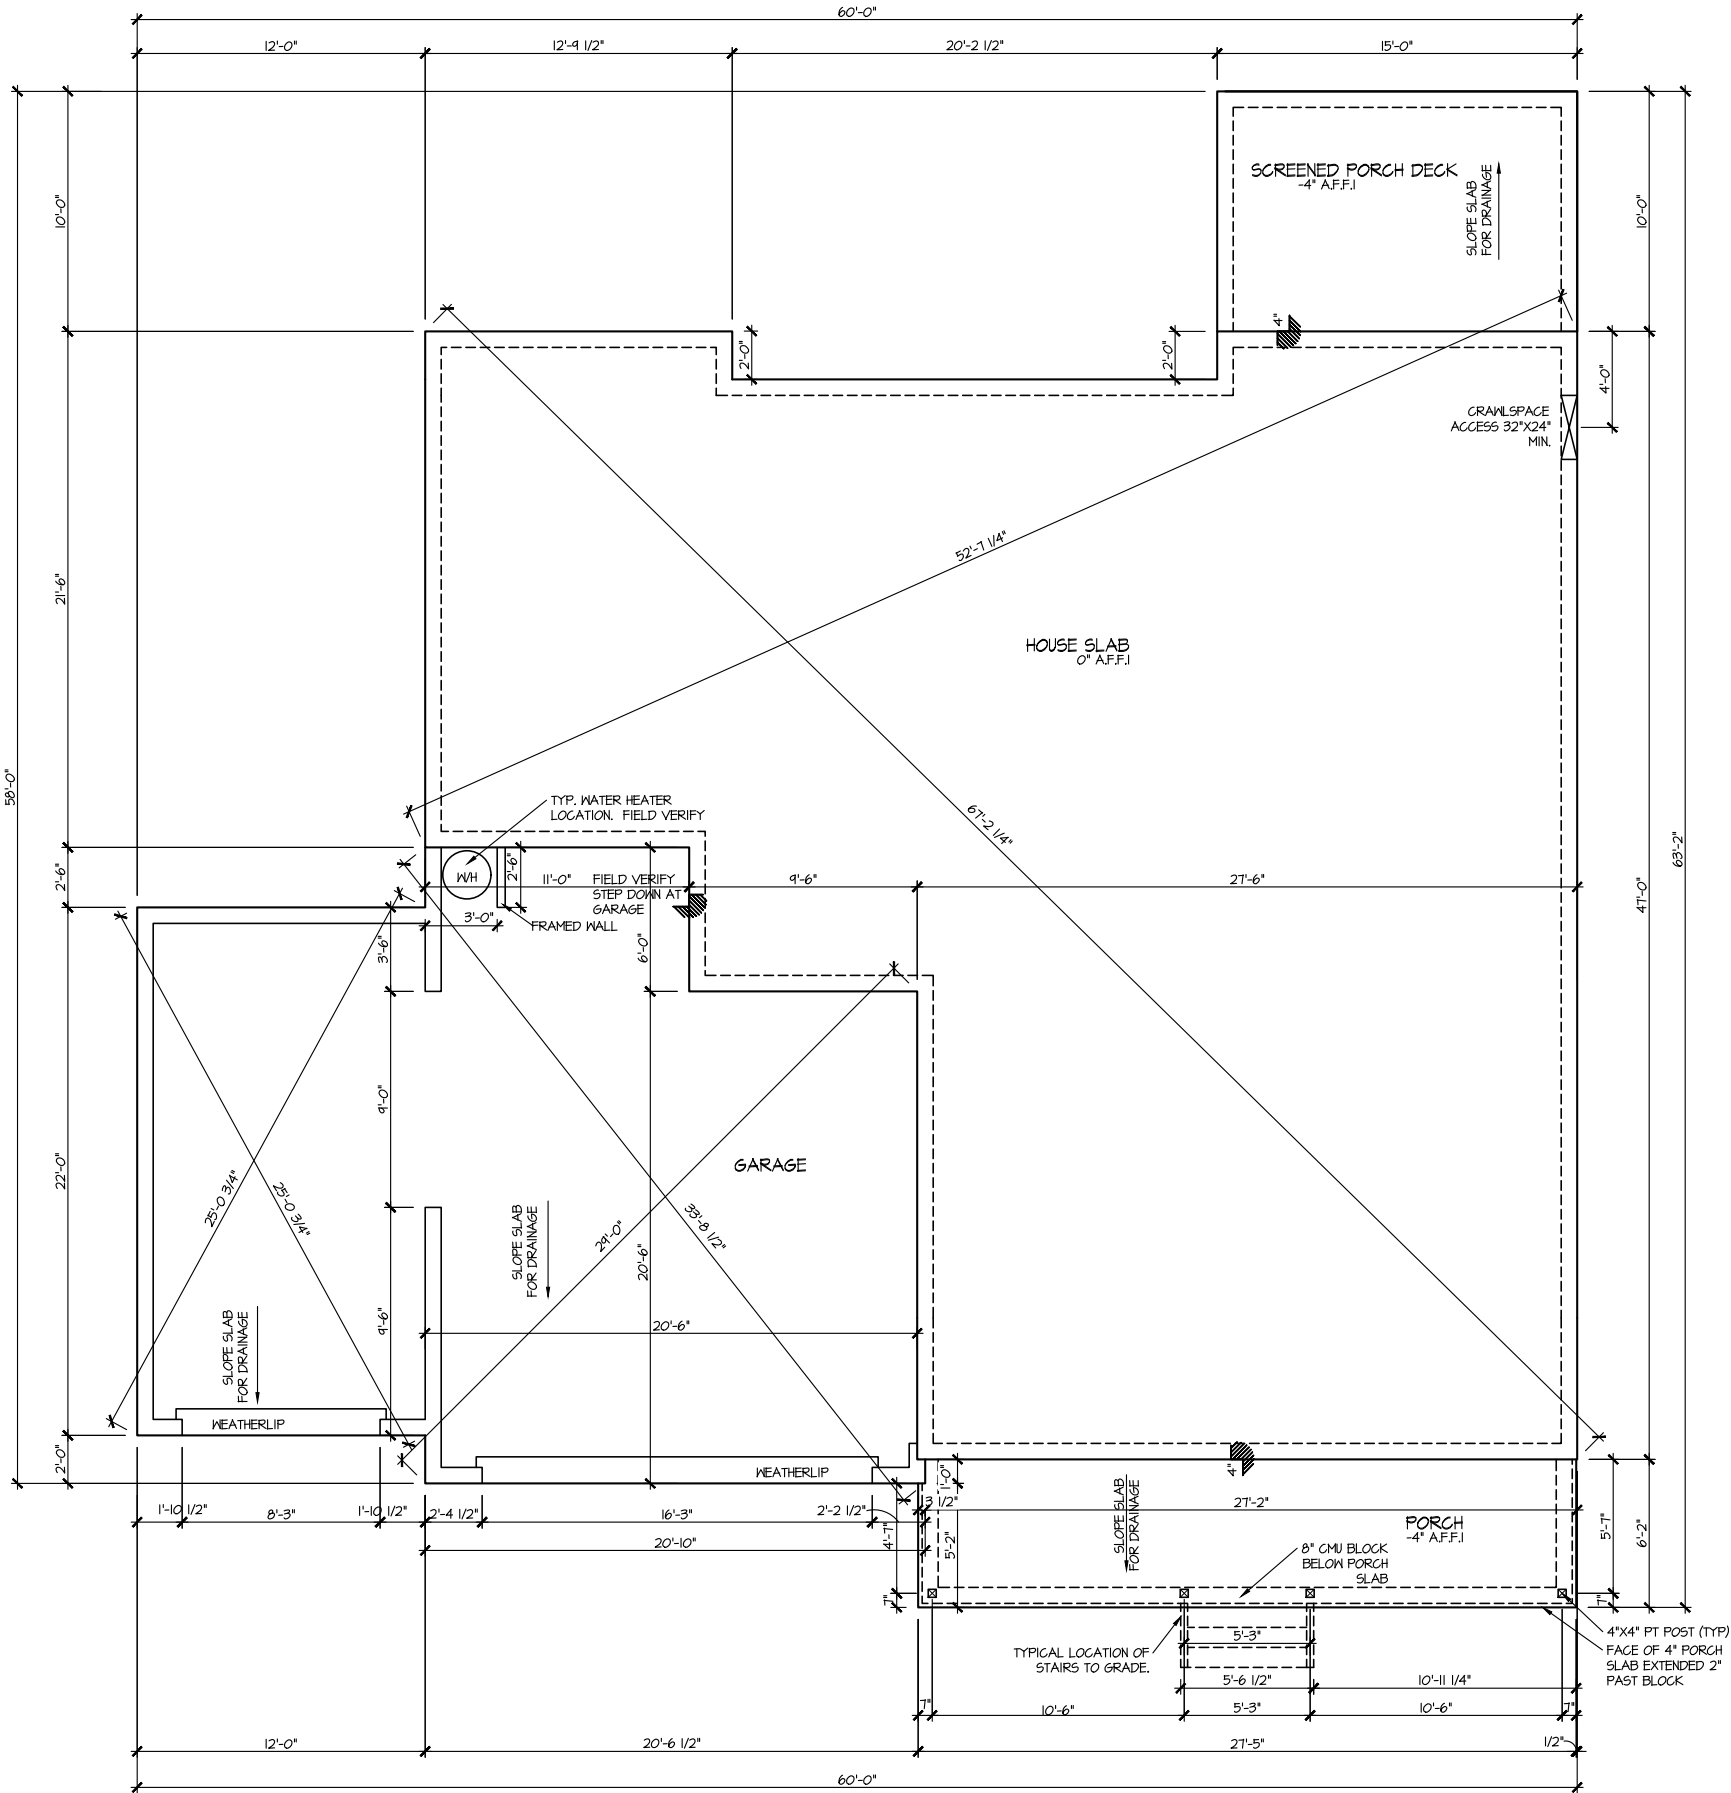 60'-0"
12'-0"
12'-9 1/2"
20'-2 1/2"
15'-0"
SCREENED PORCH DECK
-4" A.F.F.I
SLOPE SLAB
FOR DRAINAGE
10'-0"
10'-0"
4"
2'-0"
2'-0"
4'-0"
CRAWLSPACE
ACCESS 32"X24"
MIN.
52'-7 1/4"
21'-6"
HOUSE SLAB
0" A.F.F.I
58'-0"
63'-2"
TYP. WATER HEATER
LOCATION. FIELD VERIFY
67'-2 1/4"
W/H
2'-6"
2'-6"
11'-0"
FIELD VERIFY
STEP DOWN AT
GARAGE
9'-6"
27'-6"
47'-0"
3'-0"
FRAMED WALL
3'-6"
6'-0"
9'-0"
GARAGE
22'-0"
25'-0 3/4"
25'-0 3/4"
29'-0"
33'-8 1/2"
SLOPE SLAB
FOR DRAINAGE
20'-6"
9'-6"
20'-6"
SLOPE SLAB
FOR DRAINAGE
WEATHERLIP
WEATHERLIP
2'-0"
4"
1'-0"
1'-10 1/2"
8'-3"
1'-10 1/2"
2'-4 1/2"
16'-3"
2'-2 1/2"
3 1/2"
27'-2"
SLOPE SLAB
FOR DRAINAGE
PORCH
-4" A.F.F.I
20'-10"
4'-7"
5'-2"
5'-7"
6'-2"
8" CMU BLOCK
BELOW PORCH
SLAB
7"
7"
4"X4" PT POST (TYP)
FACE OF 4" PORCH
SLAB EXTENDED 2"
PAST BLOCK
TYPICAL LOCATION OF
STAIRS TO GRADE.
5'-3"
5'-6 1/2"
10'-11 1/4"
7"
10'-6"
5'-3"
10'-6"
7"
12'-0"
20'-6 1/2"
27'-5"
1/2"
60'-0"